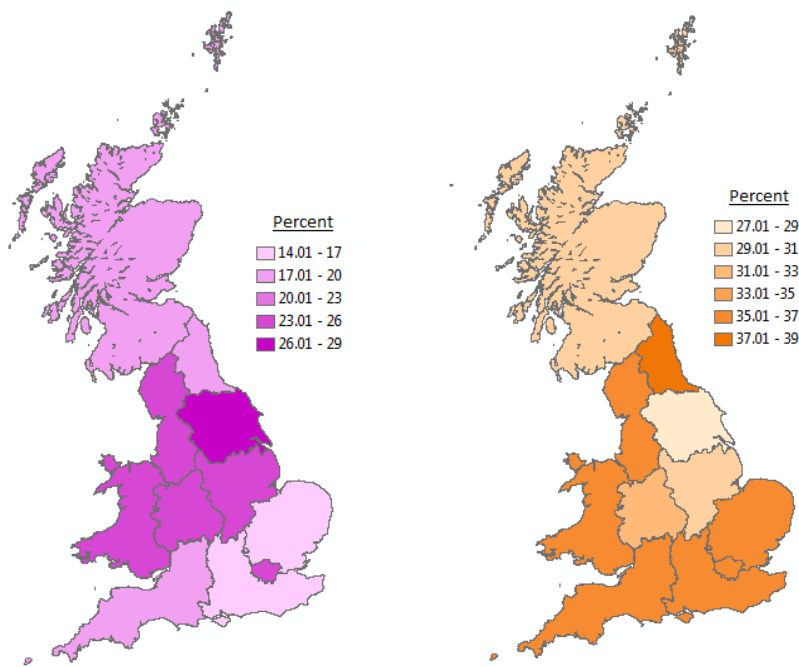 Percent
14.01 - 17
17.01 - 20
20.01 - 23
23.01 - 26
26.01 - 29
Percent
27.01 - 29
29.01 - 31
31.01 - 33
33.01 -35
35.01 - 37
37.01 - 39